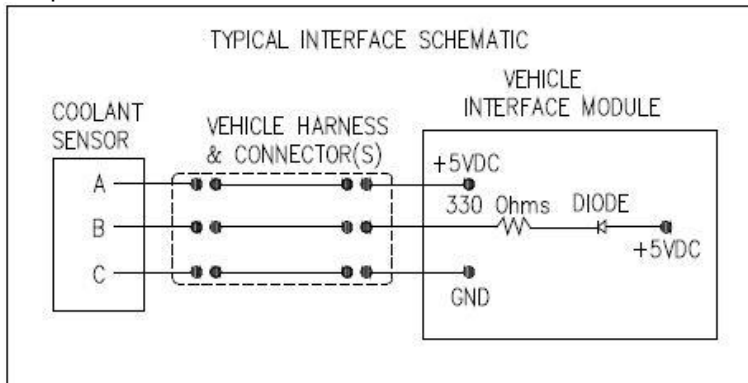 TYPICAL INTERFACE SCHEMATIC
COOLANT
SENSOR
VEHICLE HARNESS
& CONNECTOR(S)
VEHICLE
INTERFACE MODULE
A
B
C
+5VDC
330 Ohms
DIODE
+5VDC
GND